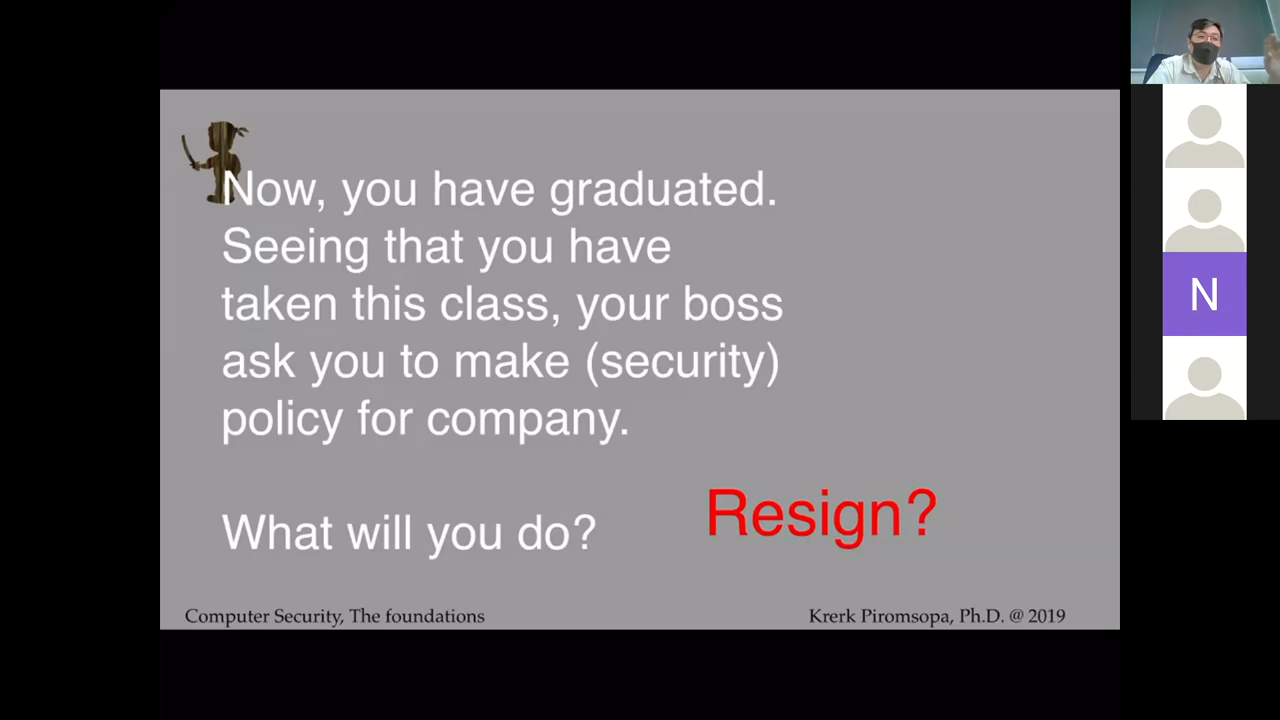 Now, you have graduated.
Seeing that you have
taken this class, your boss
ask you to make (security)
policy for company.
What will you do?
Resign?
Computer Security, The foundations
Krerk Piromsopa, Ph.D. @ 2019
N